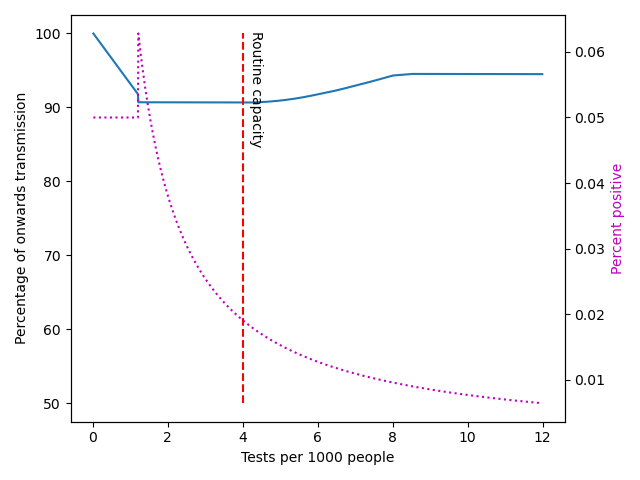 100
90
80
70
60
50
Percentage of onwards transmission
Routine capacity
0.06
0.05
0.04
0.03
0.02
0.01
Percent positive
0 2 4 6 8 10 12
Tests per 1000 people